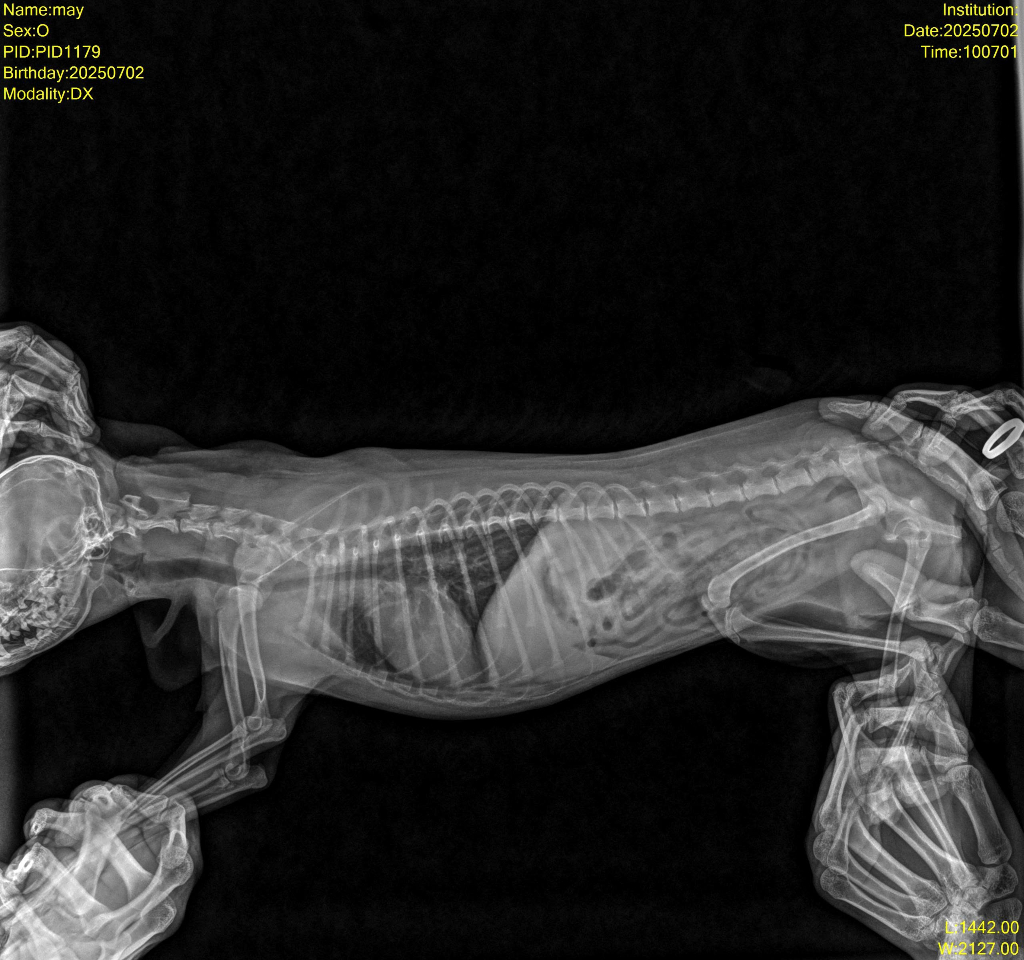 Name:may
Sex:O
PID:PID1179
Birthday:20250702
Modality:DX
Institution:
Date:20250702
Time:100701
L:1442.00
W:2127.00